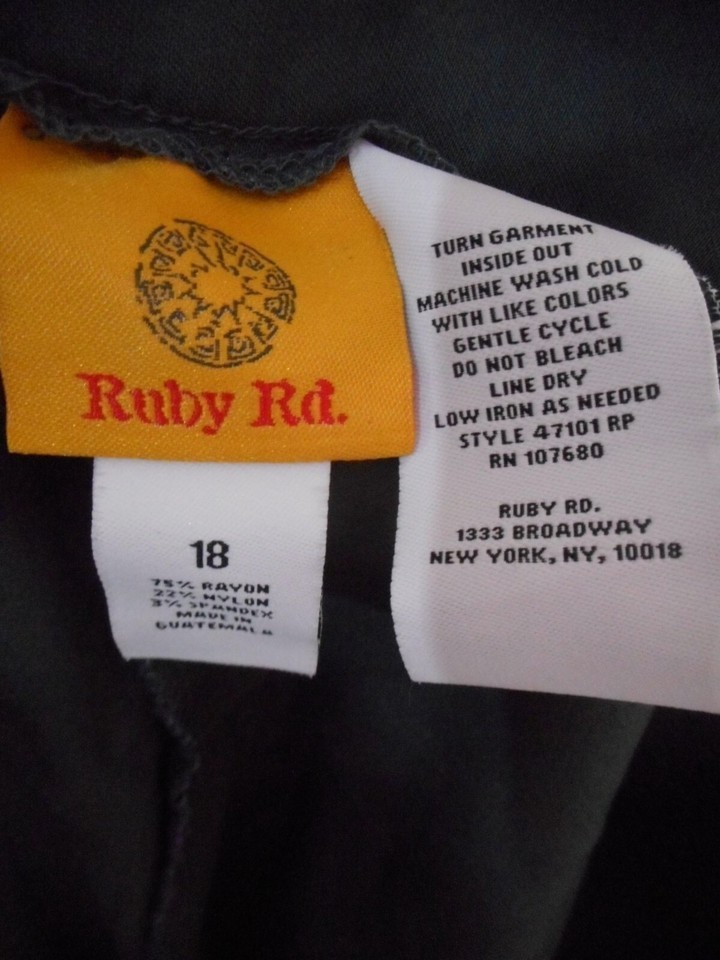 Ruby Rd.
18
75% RAYON
22% NYLON
3% SPANDEX
MADE IN
GUATEMALA
TURN GARMENT
INSIDE OUT
MACHINE WASH COLD
WITH LIKE COLORS
GENTLE CYCLE
DO NOT BLEACH
LINE DRY
LOW IRON AS NEEDED
STYLE 47101 RP
RN 107680
RUBY RD.
1333 BROADWAY
NEW YORK, NY, 10018